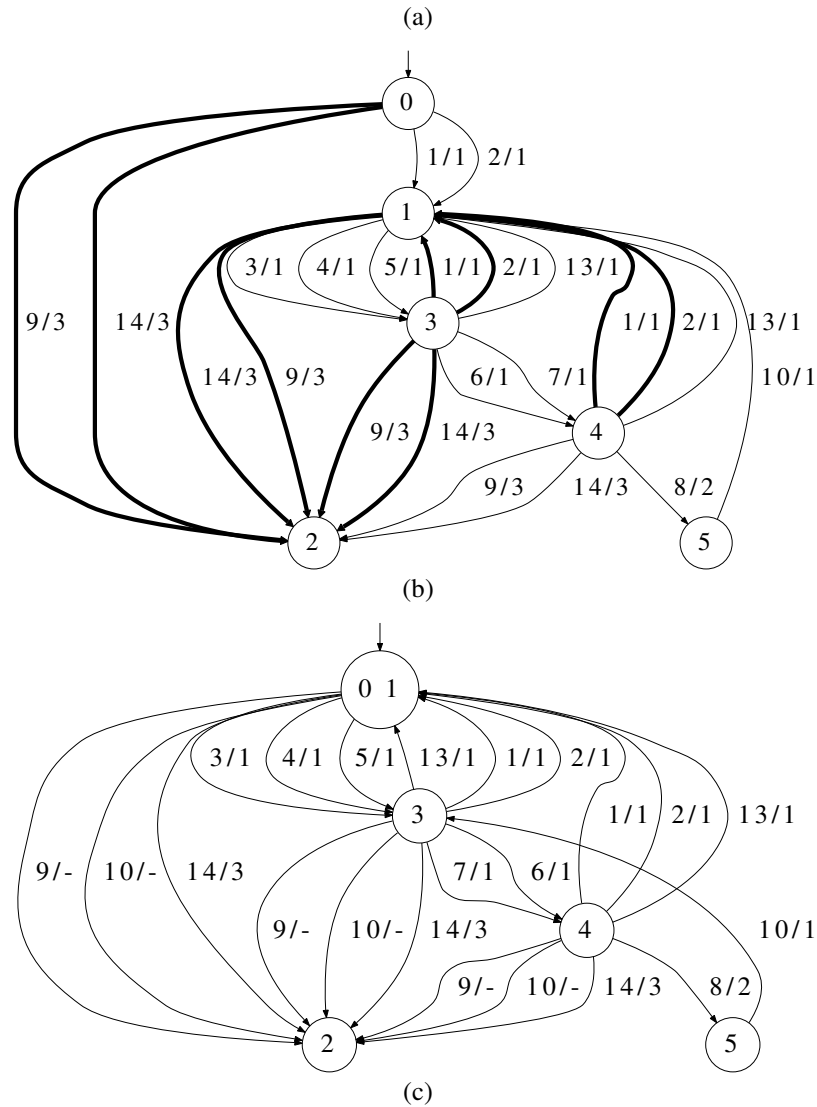 (a)
0
1/1 2/1
1
3/1 4/1 5/1 1/1 2/1 13/1
9/3 14/3 1/1 2/1 13/1
3
14/3 9/3 6/1 7/1 10/1
9/3 14/3 4
9/3 14/3 8/2
2 5
(b)
0 1
3/1 4/1 5/1 13/1 1/1 2/1
3 1/1 2/1 13/1
9/- 10/- 14/3 7/1 6/1
9/- 10/- 14/3 4 10/1
9/- 10/- 14/3 8/2
2 5
(c)